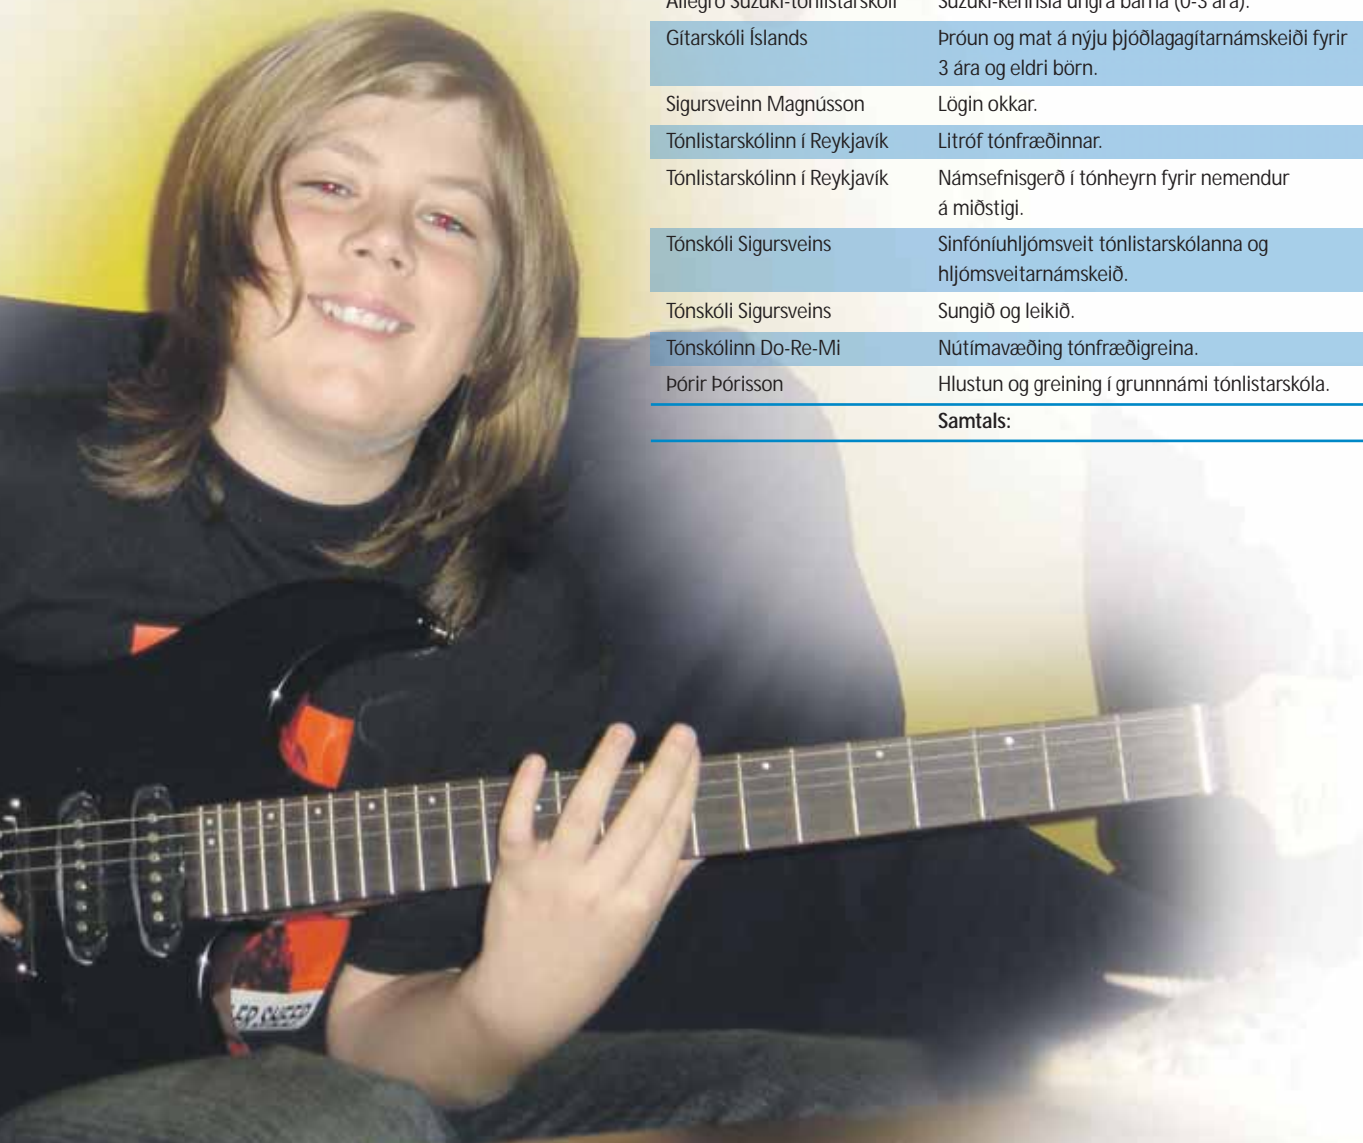 Allegro Suzuki-tónlistarskóli Suzuki-kennsla ungra barna (0-3 ára).
Gítarskóli Íslands Þróun og mat á nýju þjóðlagagítarnámskeiði fyrir
3 ára og eldri börn.
Sigursveinn Magnússon Lögin okkar.
Tónlistarskólinn í Reykjavík Litróf tónfræðinnar.
Tónlistarskólinn í Reykjavík Námsefnisgerð í tónheyrn fyrir nemendur
á miðstigi.
Tónskóli Sigursveins Sinfóníuhljómsveit tónlistarskólanna og
hljómsveitarnámskeið.
Tónskóli Sigursveins Sungið og leikið.
Tónskólinn Do-Re-Mi Nútímavæðing tónfræðigreina.
Þórir Þórisson Hlustun og greining í grunnnámi tónlistarskóla.
Samtals: